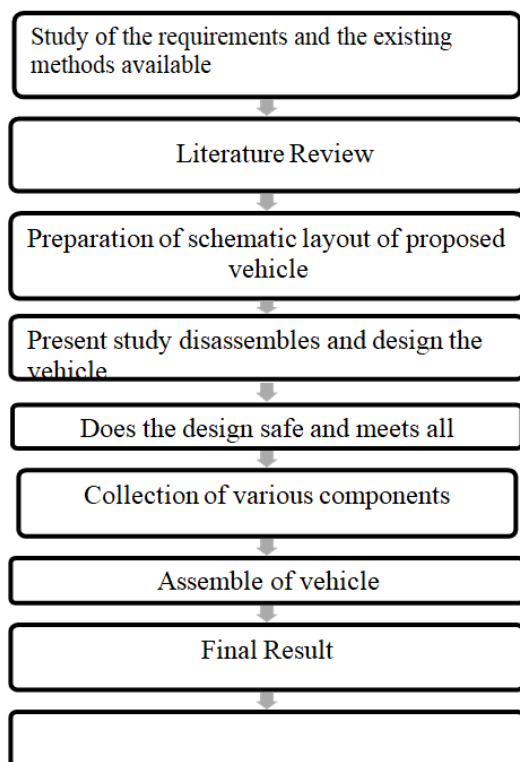 Study of the requirements and the existing
methods available
Literature Review
Preparation of schematic layout of proposed
vehicle
Present study disassembles and design the
vehicle
Does the design safe and meets all
Collection of various components
Assemble of vehicle
Final Result